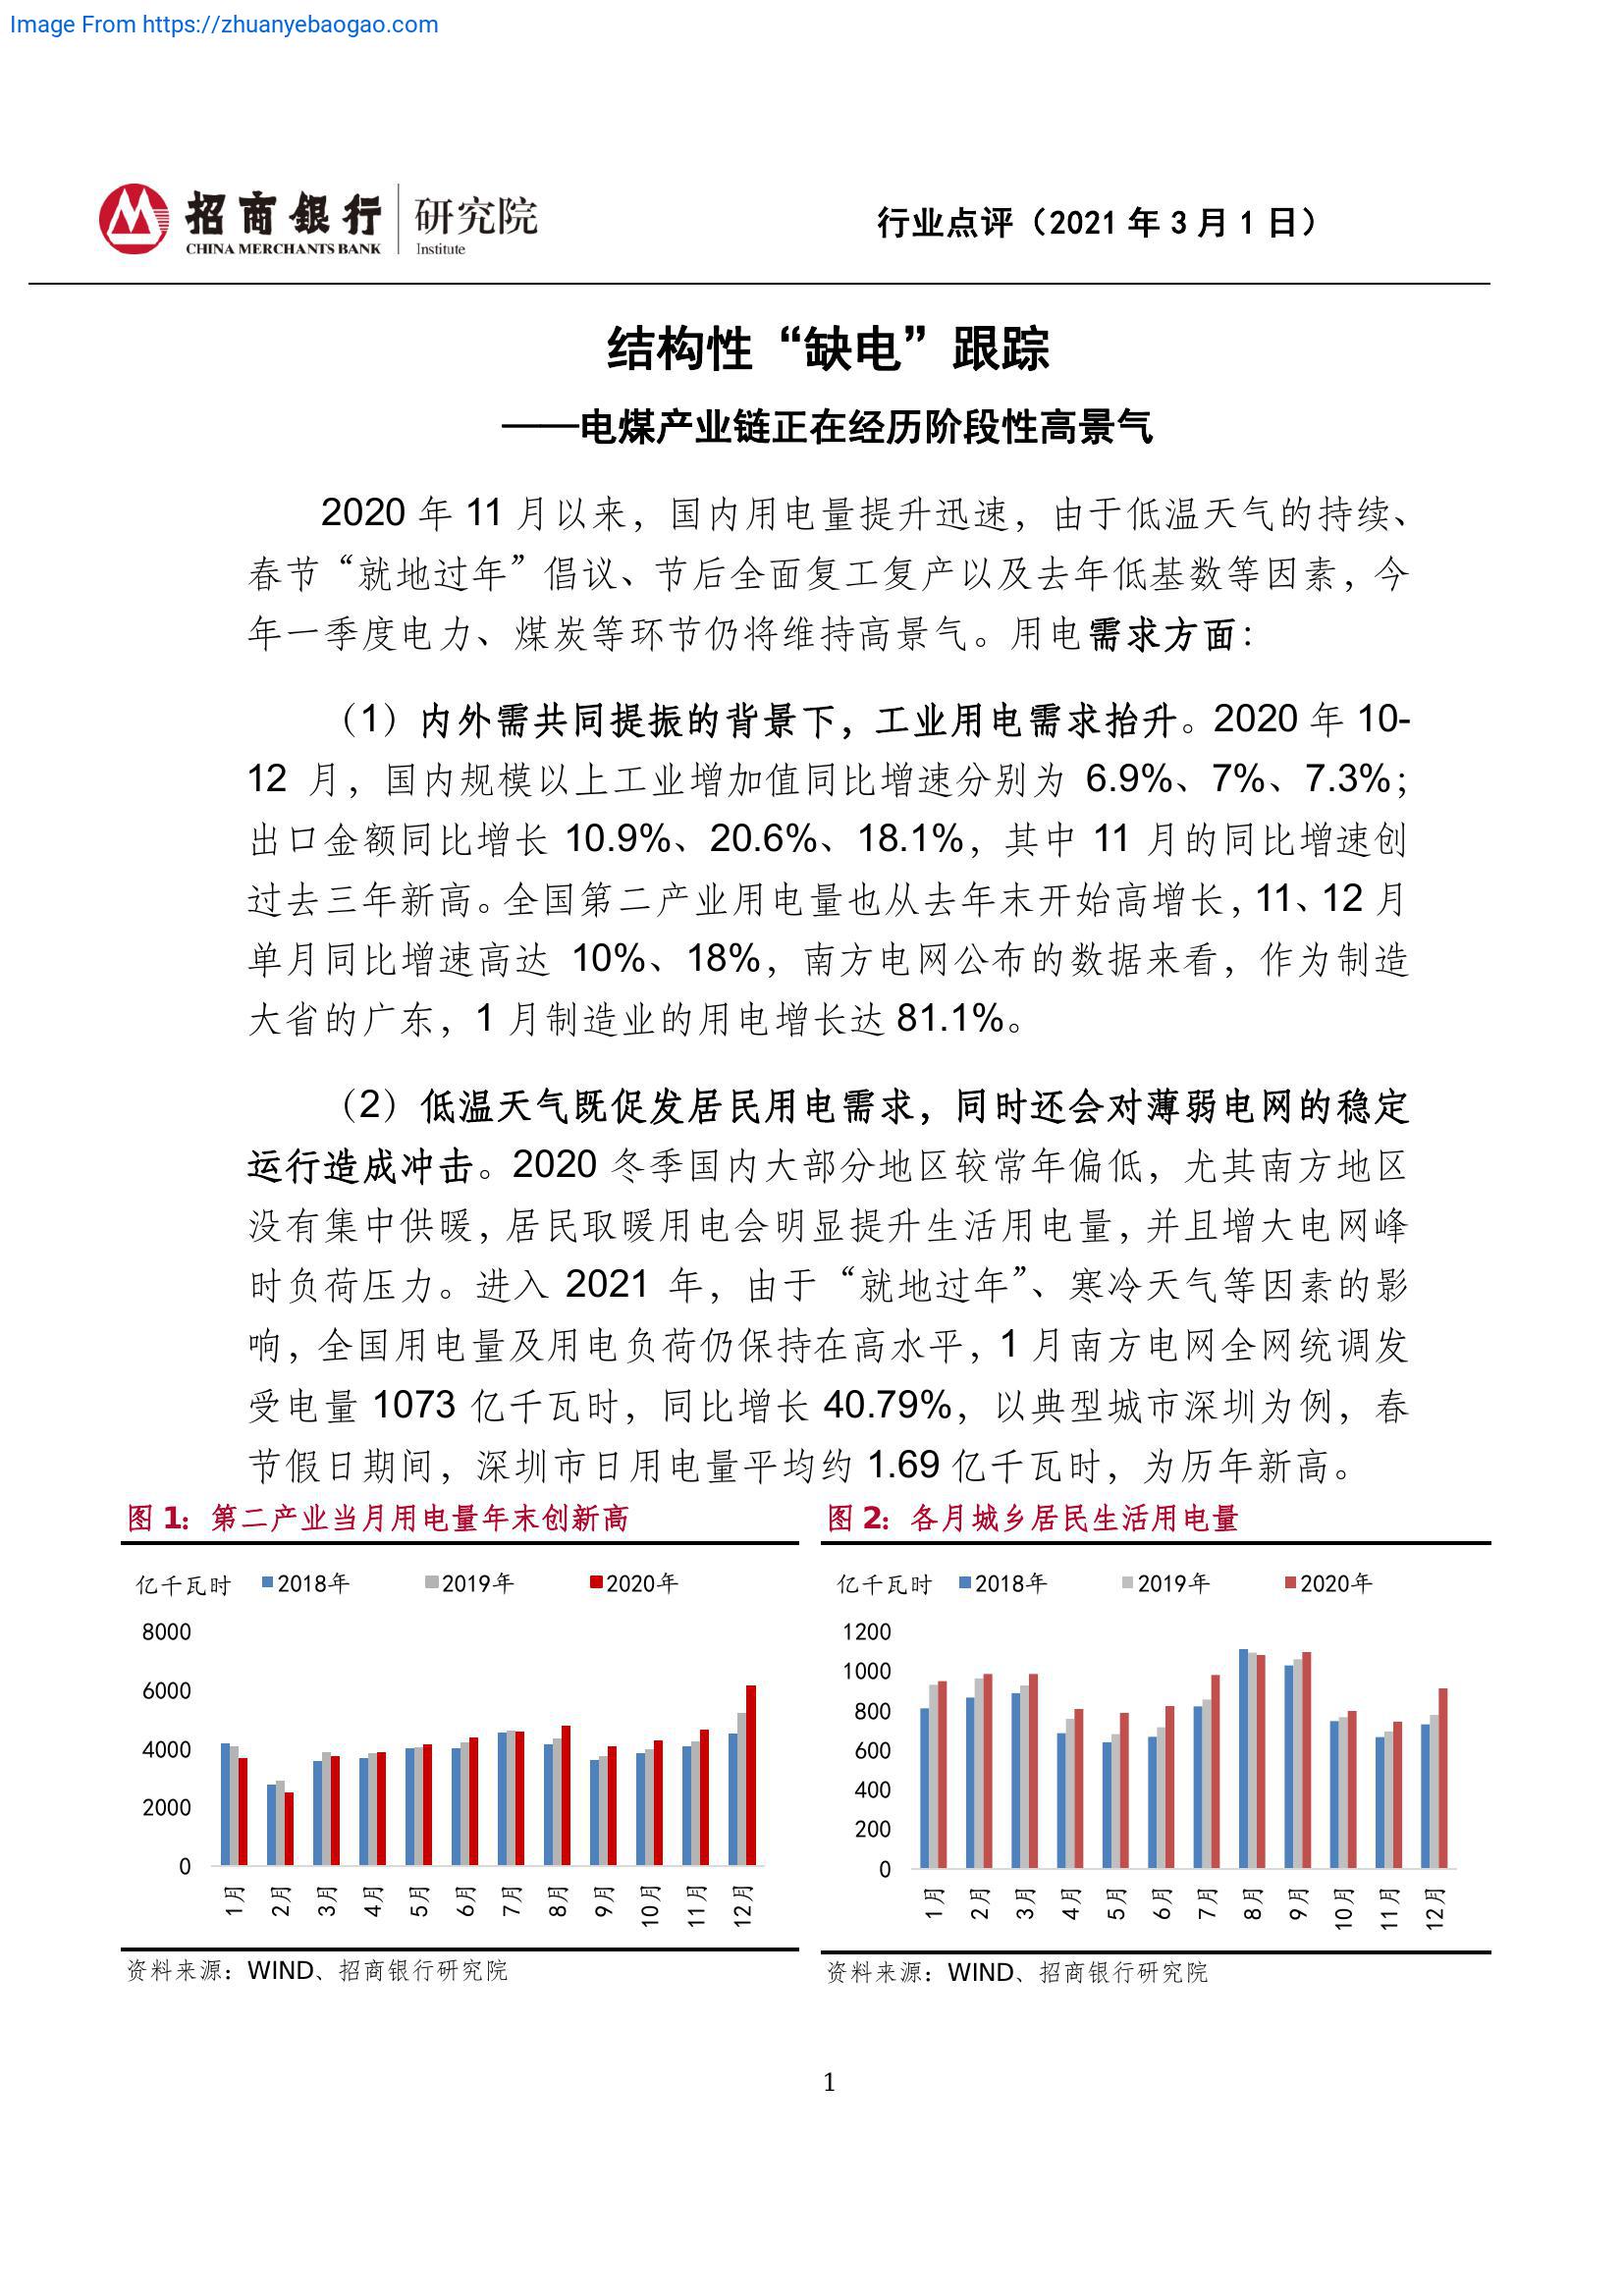 Image From https://zhuanyebaogao.com
招商銀行 研究院
CHINA MERCHANTS BANK Institute
行业点评（2021 年 3 月 1 日）
结构性“缺电”跟踪
——电煤产业链正在经历阶段性高景气
2020 年 11 月以来，国内用电量提升迅速，由于低温天气的持续、
春节“就地过年”倡议、节后全面复工复产以及去年低基数等因素，今
年一季度电力、煤炭等环节仍将维持高景气。用电需求方面：
（1）内外需共同提振的背景下，工业用电需求抬升。2020 年 10-
12 月，国内规模以上工业增加值同比增速分别为 6.9%、7%、7.3%；
出口金额同比增长 10.9%、20.6%、18.1%，其中 11 月的同比增速创
过去三年新高。全国第二产业用电量也从去年末开始高增长，11、12 月
单月同比增速高达 10%、18%，南方电网公布的数据来看，作为制造
大省的广东，1 月制造业的用电增长达 81.1%。
（2）低温天气既促发居民用电需求，同时还会对薄弱电网的稳定
运行造成冲击。2020 冬季国内大部分地区较常年偏低，尤其南方地区
没有集中供暖，居民取暖用电会明显提升生活用电量，并且增大电网峰
时负荷压力。进入 2021 年，由于“就地过年”、寒冷天气等因素的影
响，全国用电量及用电负荷仍保持在高水平，1 月南方电网全网统调发
受电量 1073 亿千瓦时，同比增长 40.79%，以典型城市深圳为例，春
节假日期间，深圳市日用电量平均约 1.69 亿千瓦时，为历年新高。
图 1：第二产业当月用电量年末创新高
亿千瓦时 2018年 2019年 2020年
8000
6000
4000
2000
0
1月 2月 3月 4月 5月 6月 7月 8月 9月 10月 11月 12月
资料来源：WIND、招商银行研究院
图 2：各月城乡居民生活用电量
亿千瓦时 2018年 2019年 2020年
1200
1000
800
600
400
200
0
1月 2月 3月 4月 5月 6月 7月 8月 9月 10月 11月 12月
资料来源：WIND、招商银行研究院
1